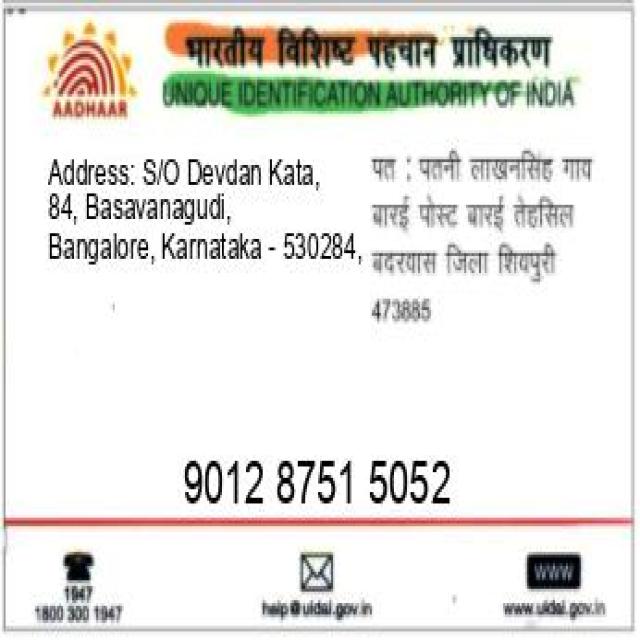 भारतीय विशिष्ट पहचान प्राधिकरण
UNIQUE IDENTIFICATION AUTHORITY OF INDIA
AADHAAR
Address: S/O Devdan Kata,
84, Basavanagudi,
Bangalore, Karnataka - 530284,
पत : पतनी लाखनसिंह गाव
बारई पोस्ट बारई तेहसिल
बदरवास जिला शिवपुरी
473885
9012 8751 5052
1947
1800 300 1947
help@uidai.gov.in
WWW
www.uidai.gov.in